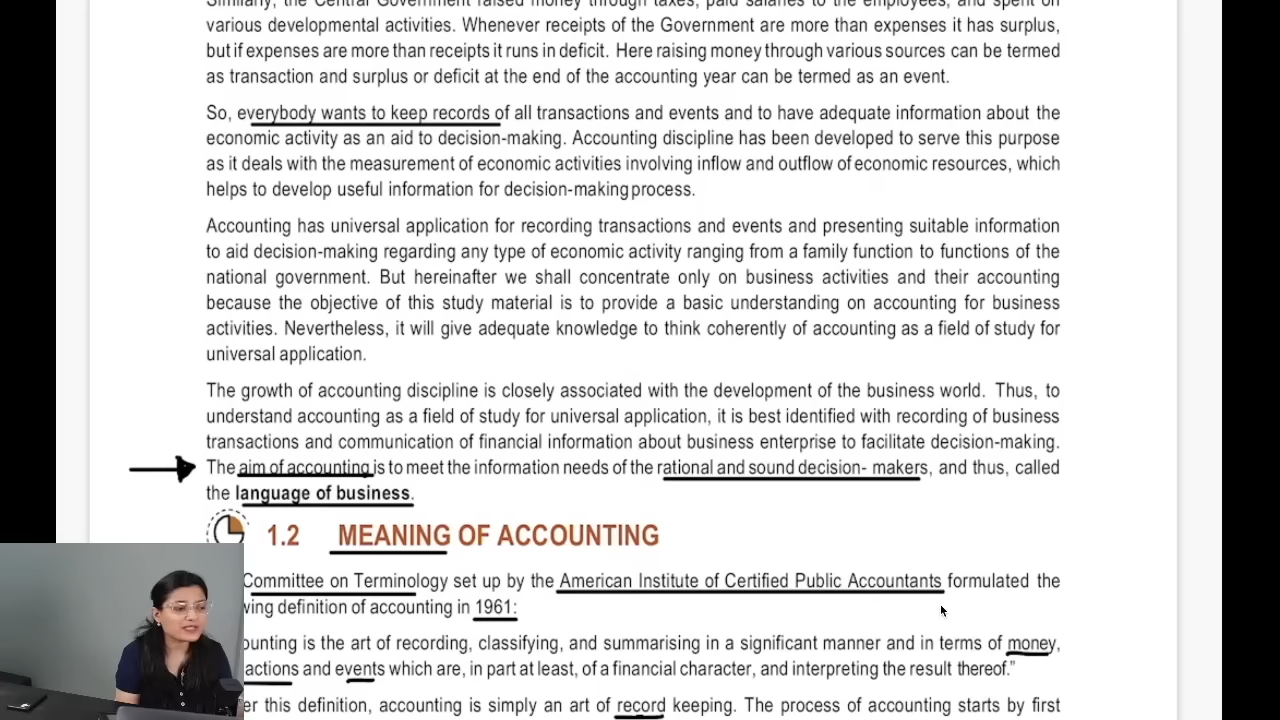 Similarly, the Central Government raised money through taxes, paid salaries to the employees, and spent on
various developmental activities. Whenever receipts of the Government are more than expenses it has surplus,
but if expenses are more than receipts it runs in deficit. Here raising money through various sources can be termed
as transaction and surplus or deficit at the end of the accounting year can be termed as an event.
So, everybody wants to keep records of all transactions and events and to have adequate information about the
economic activity as an aid to decision-making. Accounting discipline has been developed to serve this purpose
as it deals with the measurement of economic activities involving inflow and outflow of economic resources, which
helps to develop useful information for decision-making process.
Accounting has universal application for recording transactions and events and presenting suitable information
to aid decision-making regarding any type of economic activity ranging from a family function to functions of the
national government. But hereinafter we shall concentrate only on business activities and their accounting
because the objective of this study material is to provide a basic understanding on accounting for business
activities. Nevertheless, it will give adequate knowledge to think coherently of accounting as a field of study for
universal application.
The growth of accounting discipline is closely associated with the development of the business world. Thus, to
understand accounting as a field of study for universal application, it is best identified with recording of business
transactions and communication of financial information about business enterprise to facilitate decision-making.
The aim of accounting is to meet the information needs of the rational and sound decision- makers, and thus, called
the language of business.
1.2 MEANING OF ACCOUNTING
Committee on Terminology set up by the American Institute of Certified Public Accountants formulated the
wing definition of accounting in 1961:
ounting is the art of recording, classifying, and summarising in a significant manner and in terms of money,
actions and events which are, in part at least, of a financial character, and interpreting the result thereof."
er this definition, accounting is simply an art of record keeping. The process of accounting starts by first